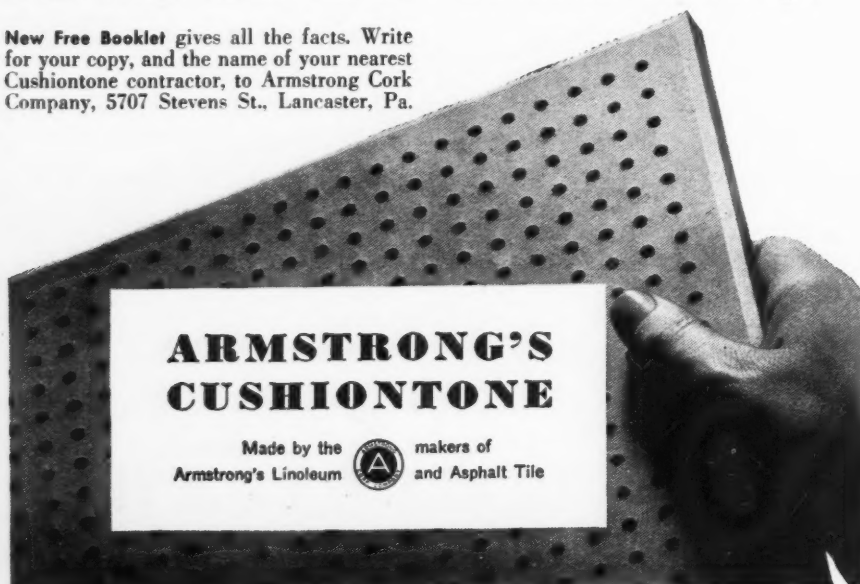 New Free Booklet gives all the facts. Write
for your copy, and the name of your nearest
Cushiontone contractor, to Armstrong Cork
Company, 5707 Stevens St., Lancaster, Pa.
ARMSTRONG'S
CUSHIONTONE
Made by the A makers of
Armstrong's Linoleum and Asphalt Tile